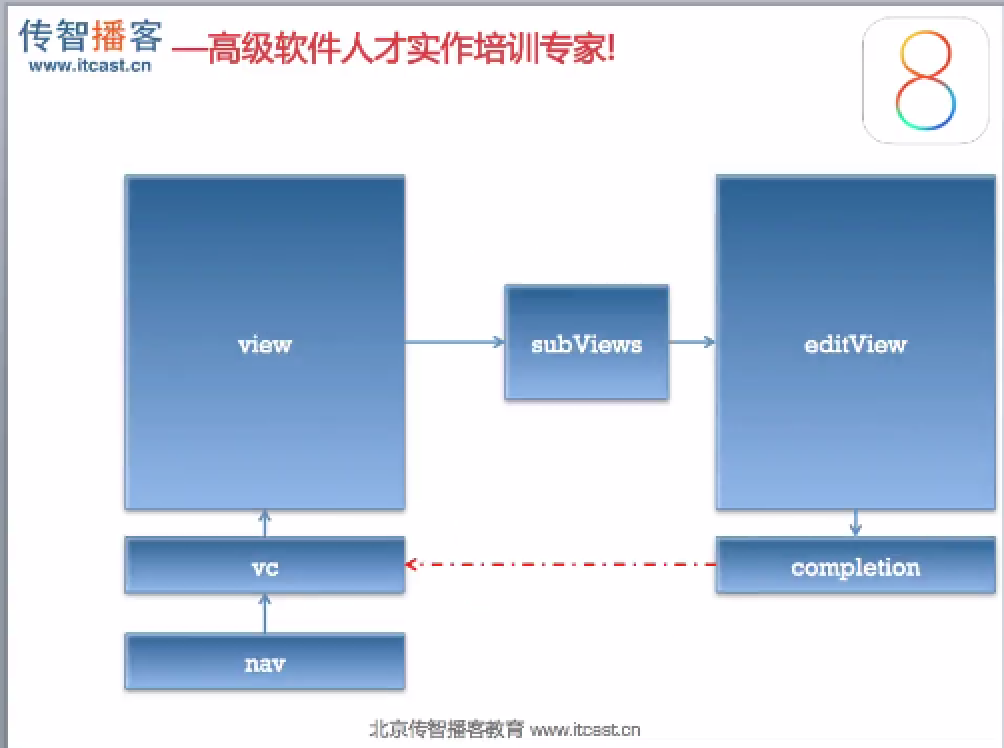 传智播客
www.itcast.cn
—高级软件人才实作培训专家!
8
view
subViews
editView
vc
completion
nav
北京传智播客教育 www.itcast.cn